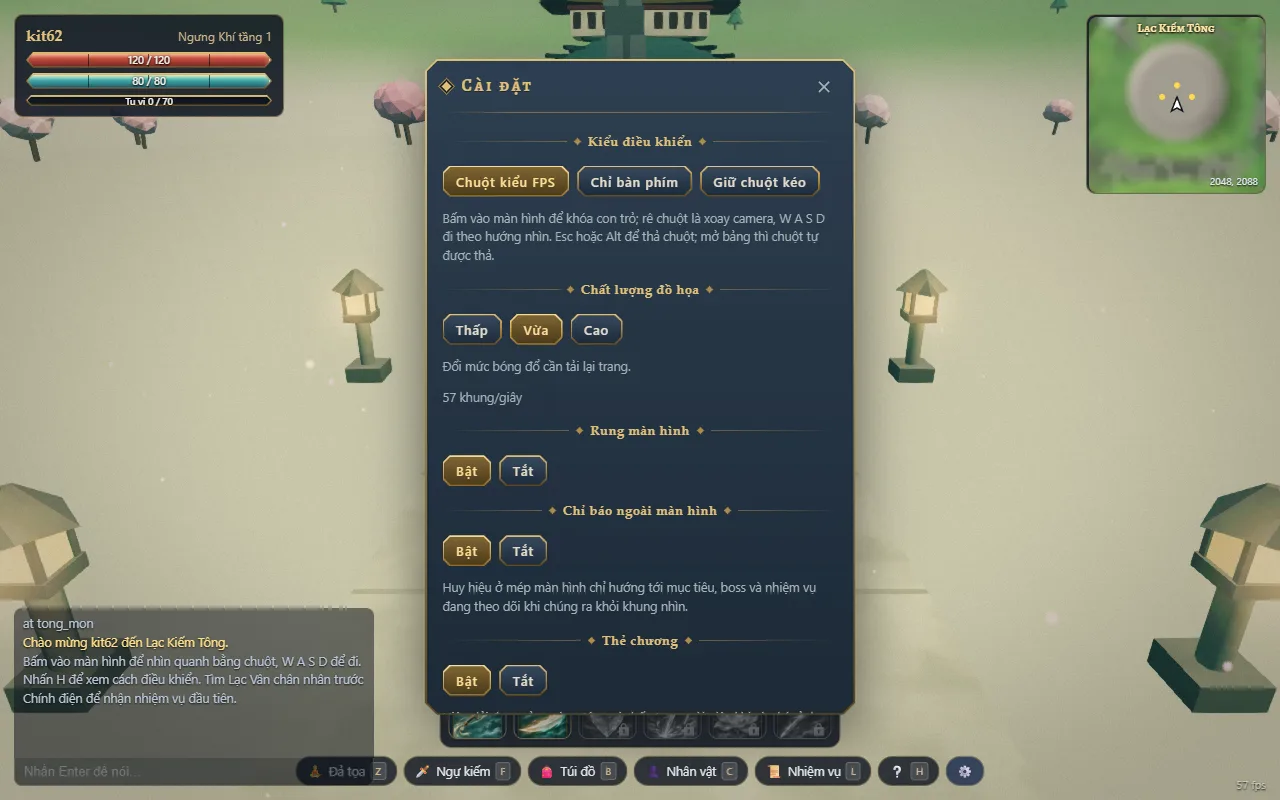 kit62
Ngưng Khí tầng 1
120 / 120
80 / 80
Tu vi 0 / 70
Lạc Kiếm Tông
2048, 2088
Cài đặt
Kiểu điều khiển
Chuột kiểu FPS
Chỉ bàn phím
Giữ chuột kéo
Bấm vào màn hình để khóa con trỏ; rê chuột là xoay camera, W A S D
đi theo hướng nhìn. Esc hoặc Alt để thả chuột; mở bảng thì chuột tự
được thả.
Chất lượng đồ họa
Thấp
Vừa
Cao
Đổi mức bóng đổ cần tải lại trang.
57 khung/giây
Rung màn hình
Bật
Tắt
Chỉ báo ngoài màn hình
Bật
Tắt
Huy hiệu ở mép màn hình chỉ hướng tới mục tiêu, boss và nhiệm vụ
đang theo dõi khi chúng ra khỏi khung nhìn.
Thẻ chương
Bật
Tắt
at tong_mon
Chào mừng kit62 đến Lạc Kiếm Tông.
Bấm vào màn hình để nhìn quanh bằng chuột, W A S D để đi.
Nhấn H để xem cách điều khiển. Tìm Lạc Vân chân nhân trước
Chính điện để nhận nhiệm vụ đầu tiên.
Nhấn Enter để nói...
Đả tọa Z
Ngự kiếm F
Túi đồ B
Nhân vật C
Nhiệm vụ L
? H
57 fps